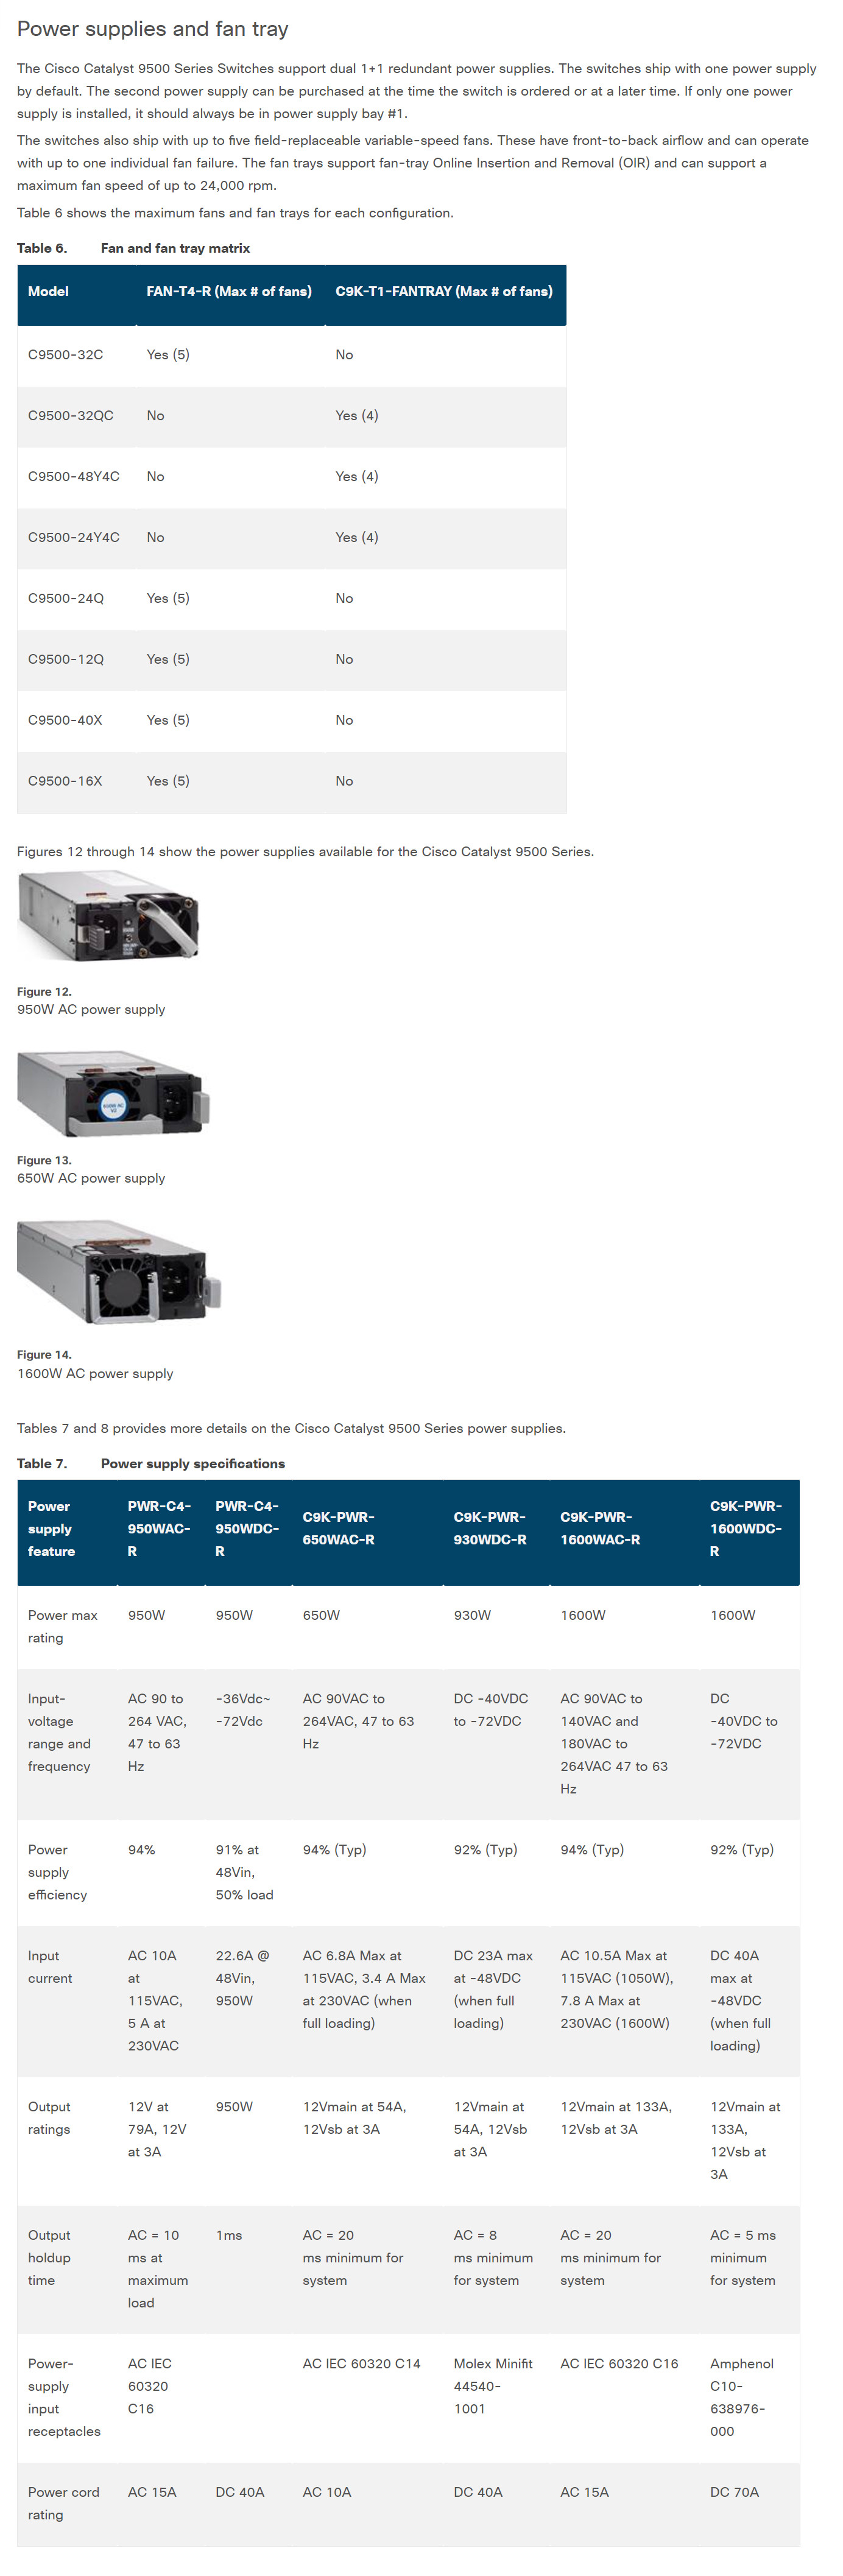 Power supplies and fan tray
The Cisco Catalyst 9500 Series Switches support dual 1+1 redundant power supplies. The switches ship with one power supply
by default. The second power supply can be purchased at the time the switch is ordered or at a later time. If only one power
supply is installed, it should always be in power supply bay #1.
The switches also ship with up to five field-replaceable variable-speed fans. These have front-to-back airflow and can operate
with up to one individual fan failure. The fan trays support fan-tray Online Insertion and Removal (OIR) and can support a
maximum fan speed of up to 24,000 rpm.
Table 6 shows the maximum fans and fan trays for each configuration.
Table 6. Fan and fan tray matrix
Model FAN-T4-R (Max # of fans) C9K-T1-FANTRAY (Max # of fans)
C9500-32C Yes (5) No
C9500-32QC No Yes (4)
C9500-48Y4C No Yes (4)
C9500-24Y4C No Yes (4)
C9500-24Q Yes (5) No
C9500-12Q Yes (5) No
C9500-40X Yes (5) No
C9500-16X Yes (5) No
Figures 12 through 14 show the power supplies available for the Cisco Catalyst 9500 Series.
Figure 12.
950W AC power supply
Figure 13.
650W AC power supply
Figure 14.
1600W AC power supply
Tables 7 and 8 provides more details on the Cisco Catalyst 9500 Series power supplies.
Table 7. Power supply specifications
Power
supply
feature
PWR-C4-
950WAC-
R
PWR-C4-
950WDC-
R
C9K-PWR-
650WAC-R
C9K-PWR-
930WDC-R
C9K-PWR-
1600WAC-R
C9K-PWR-
1600WDC-
R
Power max
rating
950W
950W
650W
930W
1600W
1600W
Input-
voltage
range and
frequency
AC 90 to
264 VAC,
47 to 63
Hz
-36Vdc~
-72Vdc
AC 90VAC to
264VAC, 47 to 63
Hz
DC -40VDC
to -72VDC
AC 90VAC to
140VAC and
180VAC to
264VAC 47 to 63
Hz
DC
-40VDC to
-72VDC
Power
supply
efficiency
94%
91% at
48Vin,
50% load
94% (Typ)
92% (Typ)
94% (Typ)
92% (Typ)
Input
current
AC 10A
at
115VAC,
5 A at
230VAC
22.6A @
48Vin,
950W
AC 6.8A Max at
115VAC, 3.4 A Max
at 230VAC (when
full loading)
DC 23A max
at -48VDC
(when full
loading)
AC 10.5A Max at
115VAC (1050W),
7.8 A Max at
230VAC (1600W)
DC 40A
max at
-48VDC
(when full
loading)
Output
ratings
12V at
79A, 12V
at 3A
950W
12Vmain at 54A,
12Vsb at 3A
12Vmain at
54A, 12Vsb
at 3A
12Vmain at 133A,
12Vsb at 3A
12Vmain at
133A,
12Vsb at
3A
Output
holdup
time
AC = 10
ms at
maximum
load
1ms
AC = 20
ms minimum for
system
AC = 8
ms minimum
for system
AC = 20
ms minimum for
system
AC = 5 ms
minimum
for system
Power-
supply
input
receptacles
AC IEC
60320
C16
AC IEC 60320 C14
Molex Minifit
44540-
1001
AC IEC 60320 C16
Amphenol
C10-
638976-
000
Power cord
rating
AC 15A
DC 40A
AC 10A
DC 40A
AC 15A
DC 70A